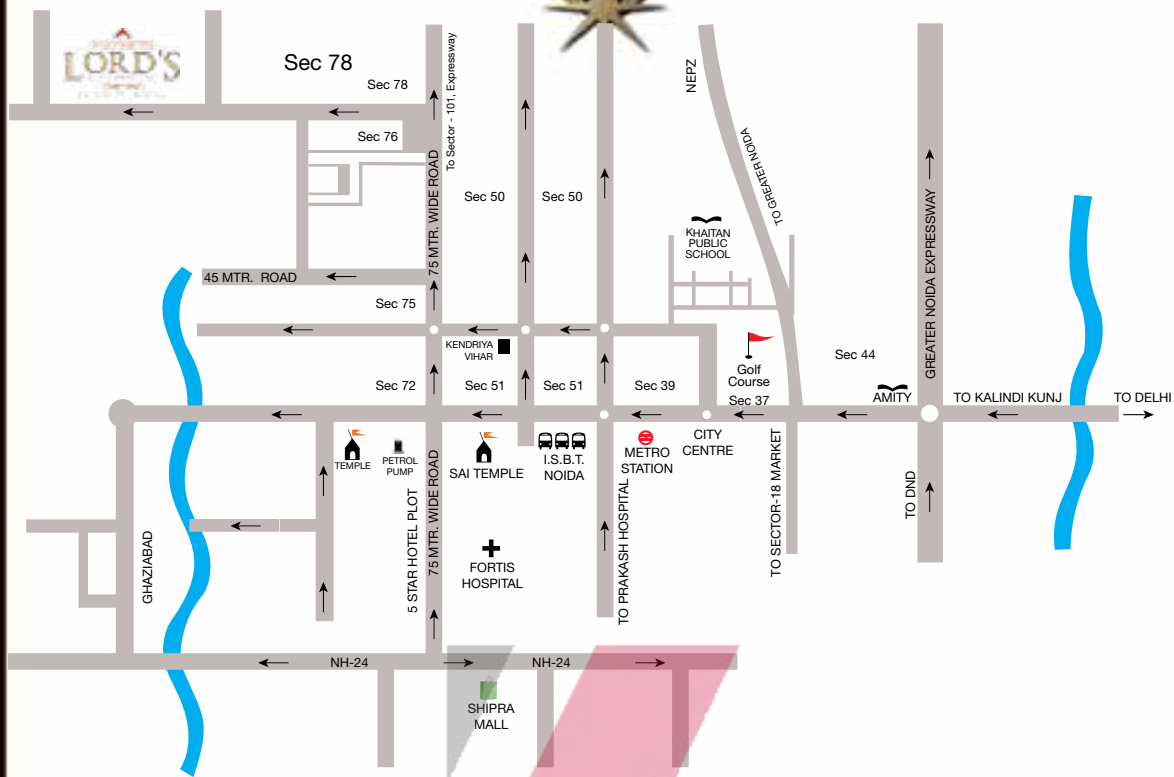 LORD'S
Sec 78
Sec 78
Sec 76
To Sector - 101, Expressway
75 MTR. WIDE ROAD
Sec 50
Sec 50
NEPZ
TO GREATER NOIDA
KHAITAN
PUBLIC
SCHOOL
GREATER NOIDA EXPRESSWAY
45 MTR. ROAD
Sec 75
KENDRIYA
VIHAR
Sec 72
Sec 51
Sec 51
Sec 39
Golf
Course
Sec 37
Sec 44
AMITY
TO KALINDI KUNJ
TO DELHI
TEMPLE
PETROL
PUMP
SAI TEMPLE
I.S.B.T.
NOIDA
METRO
STATION
CITY
CENTRE
5 STAR HOTEL PLOT
75 MTR. WIDE ROAD
TO PRAKASH HOSPITAL
TO SECTOR-18 MARKET
TO DND
GHAZIABAD
FORTIS
HOSPITAL
NH-24
NH-24
SHIPRA
MALL